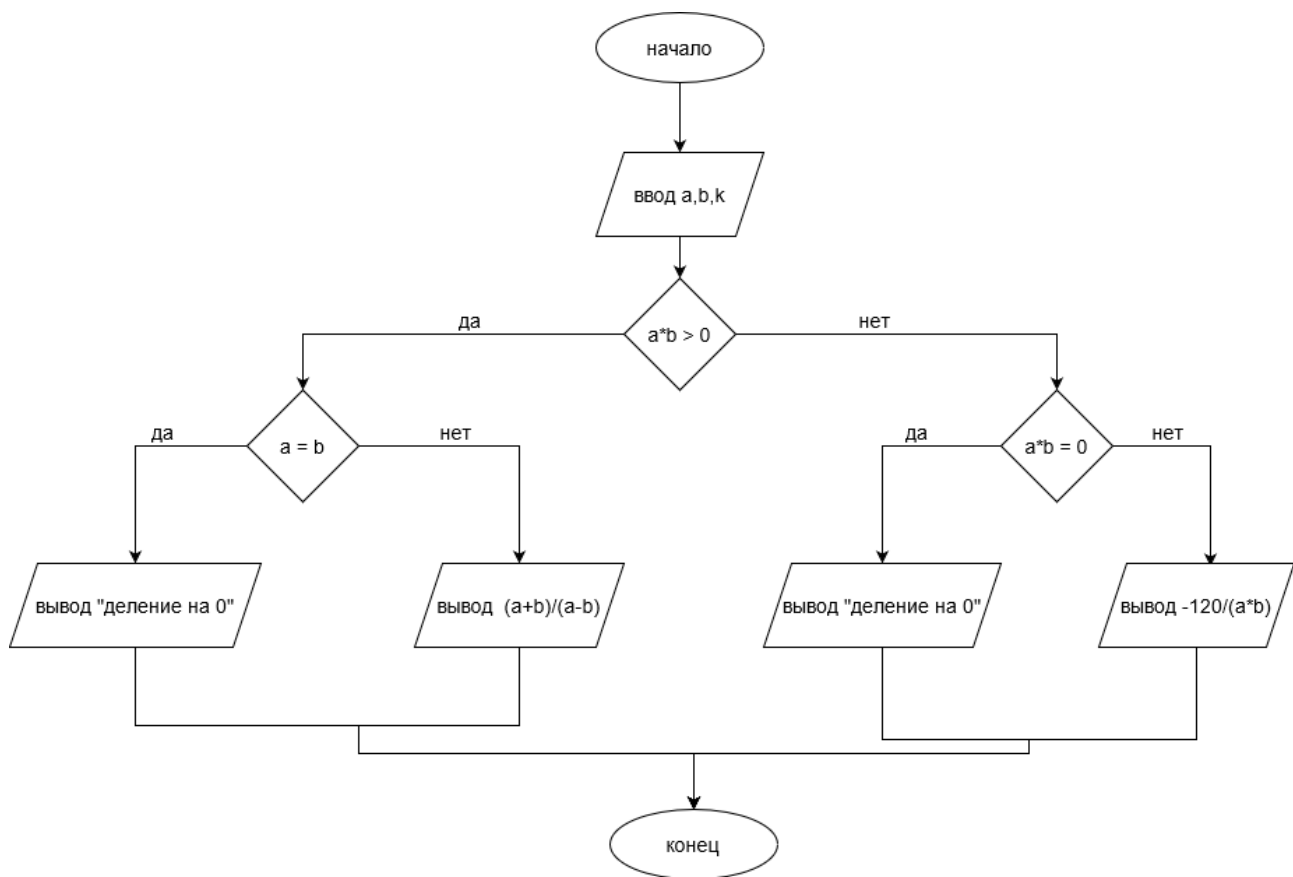 начало
ввод a,b,k
a*b > 0
да
нет
a = b
да
нет
a*b = 0
да
нет
вывод "деление на 0"
вывод  (a+b)/(a-b)
вывод "деление на 0"
вывод -120/(a*b)
конец